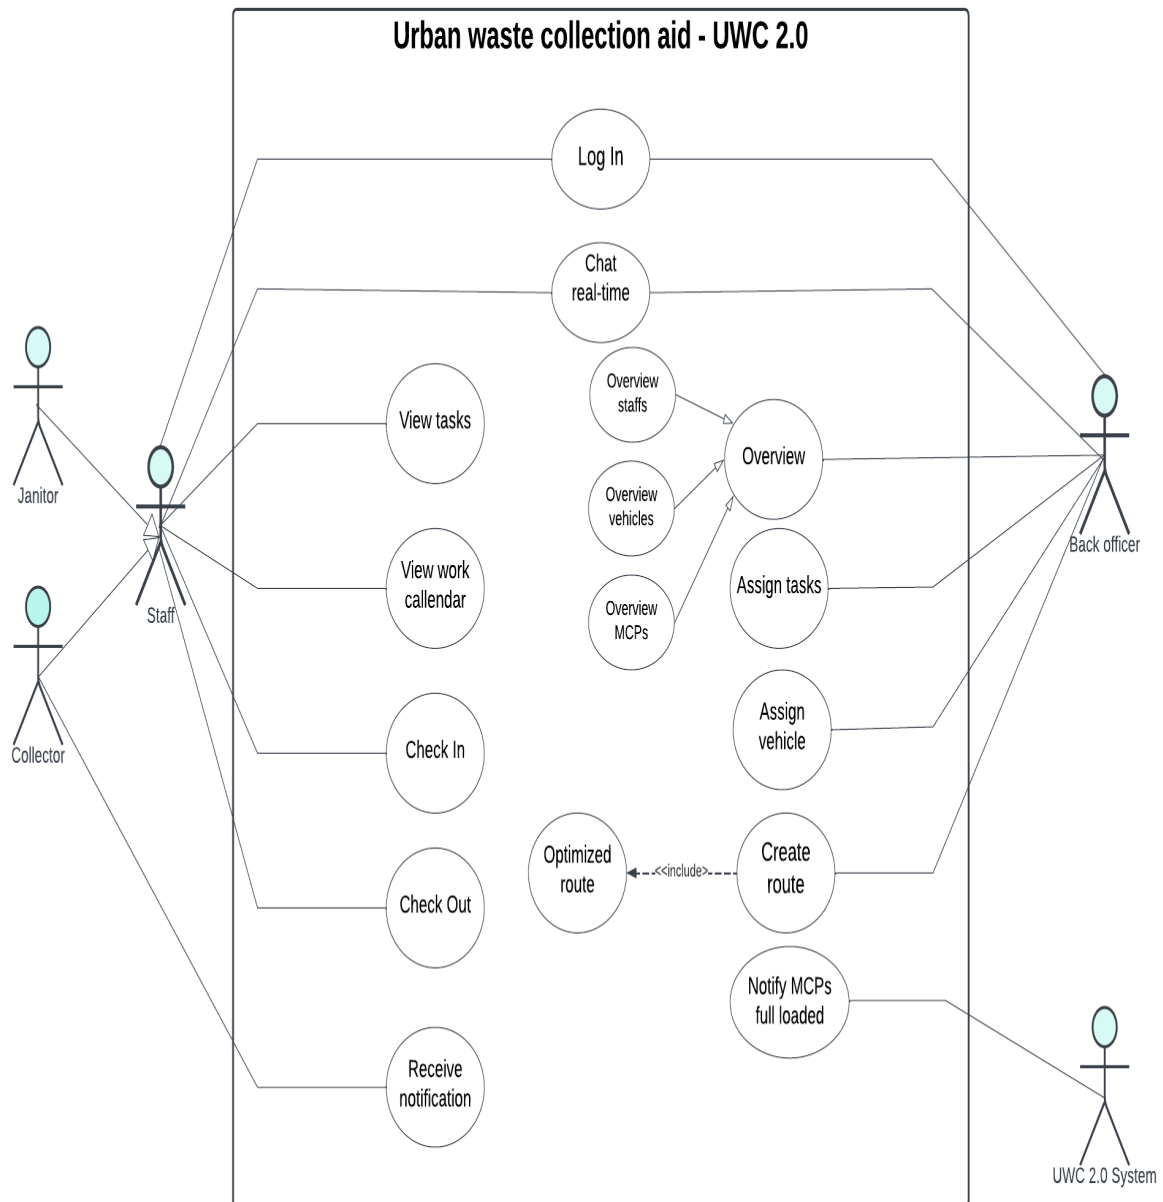 Urban waste collection aid - UWC 2.0
Log In
Chat
real-time
Overview
staffs
View tasks
Overview
Overview
vehicles
Janitor
Back officer
View work
callendar
Assign tasks
Overview
MCPs
Staff
Assign
vehicle
Check In
Collector
Optimized
route
<<include>>
Create
route
Check Out
Notify MCPs
full loaded
Receive
notification
UWC 2.0 System